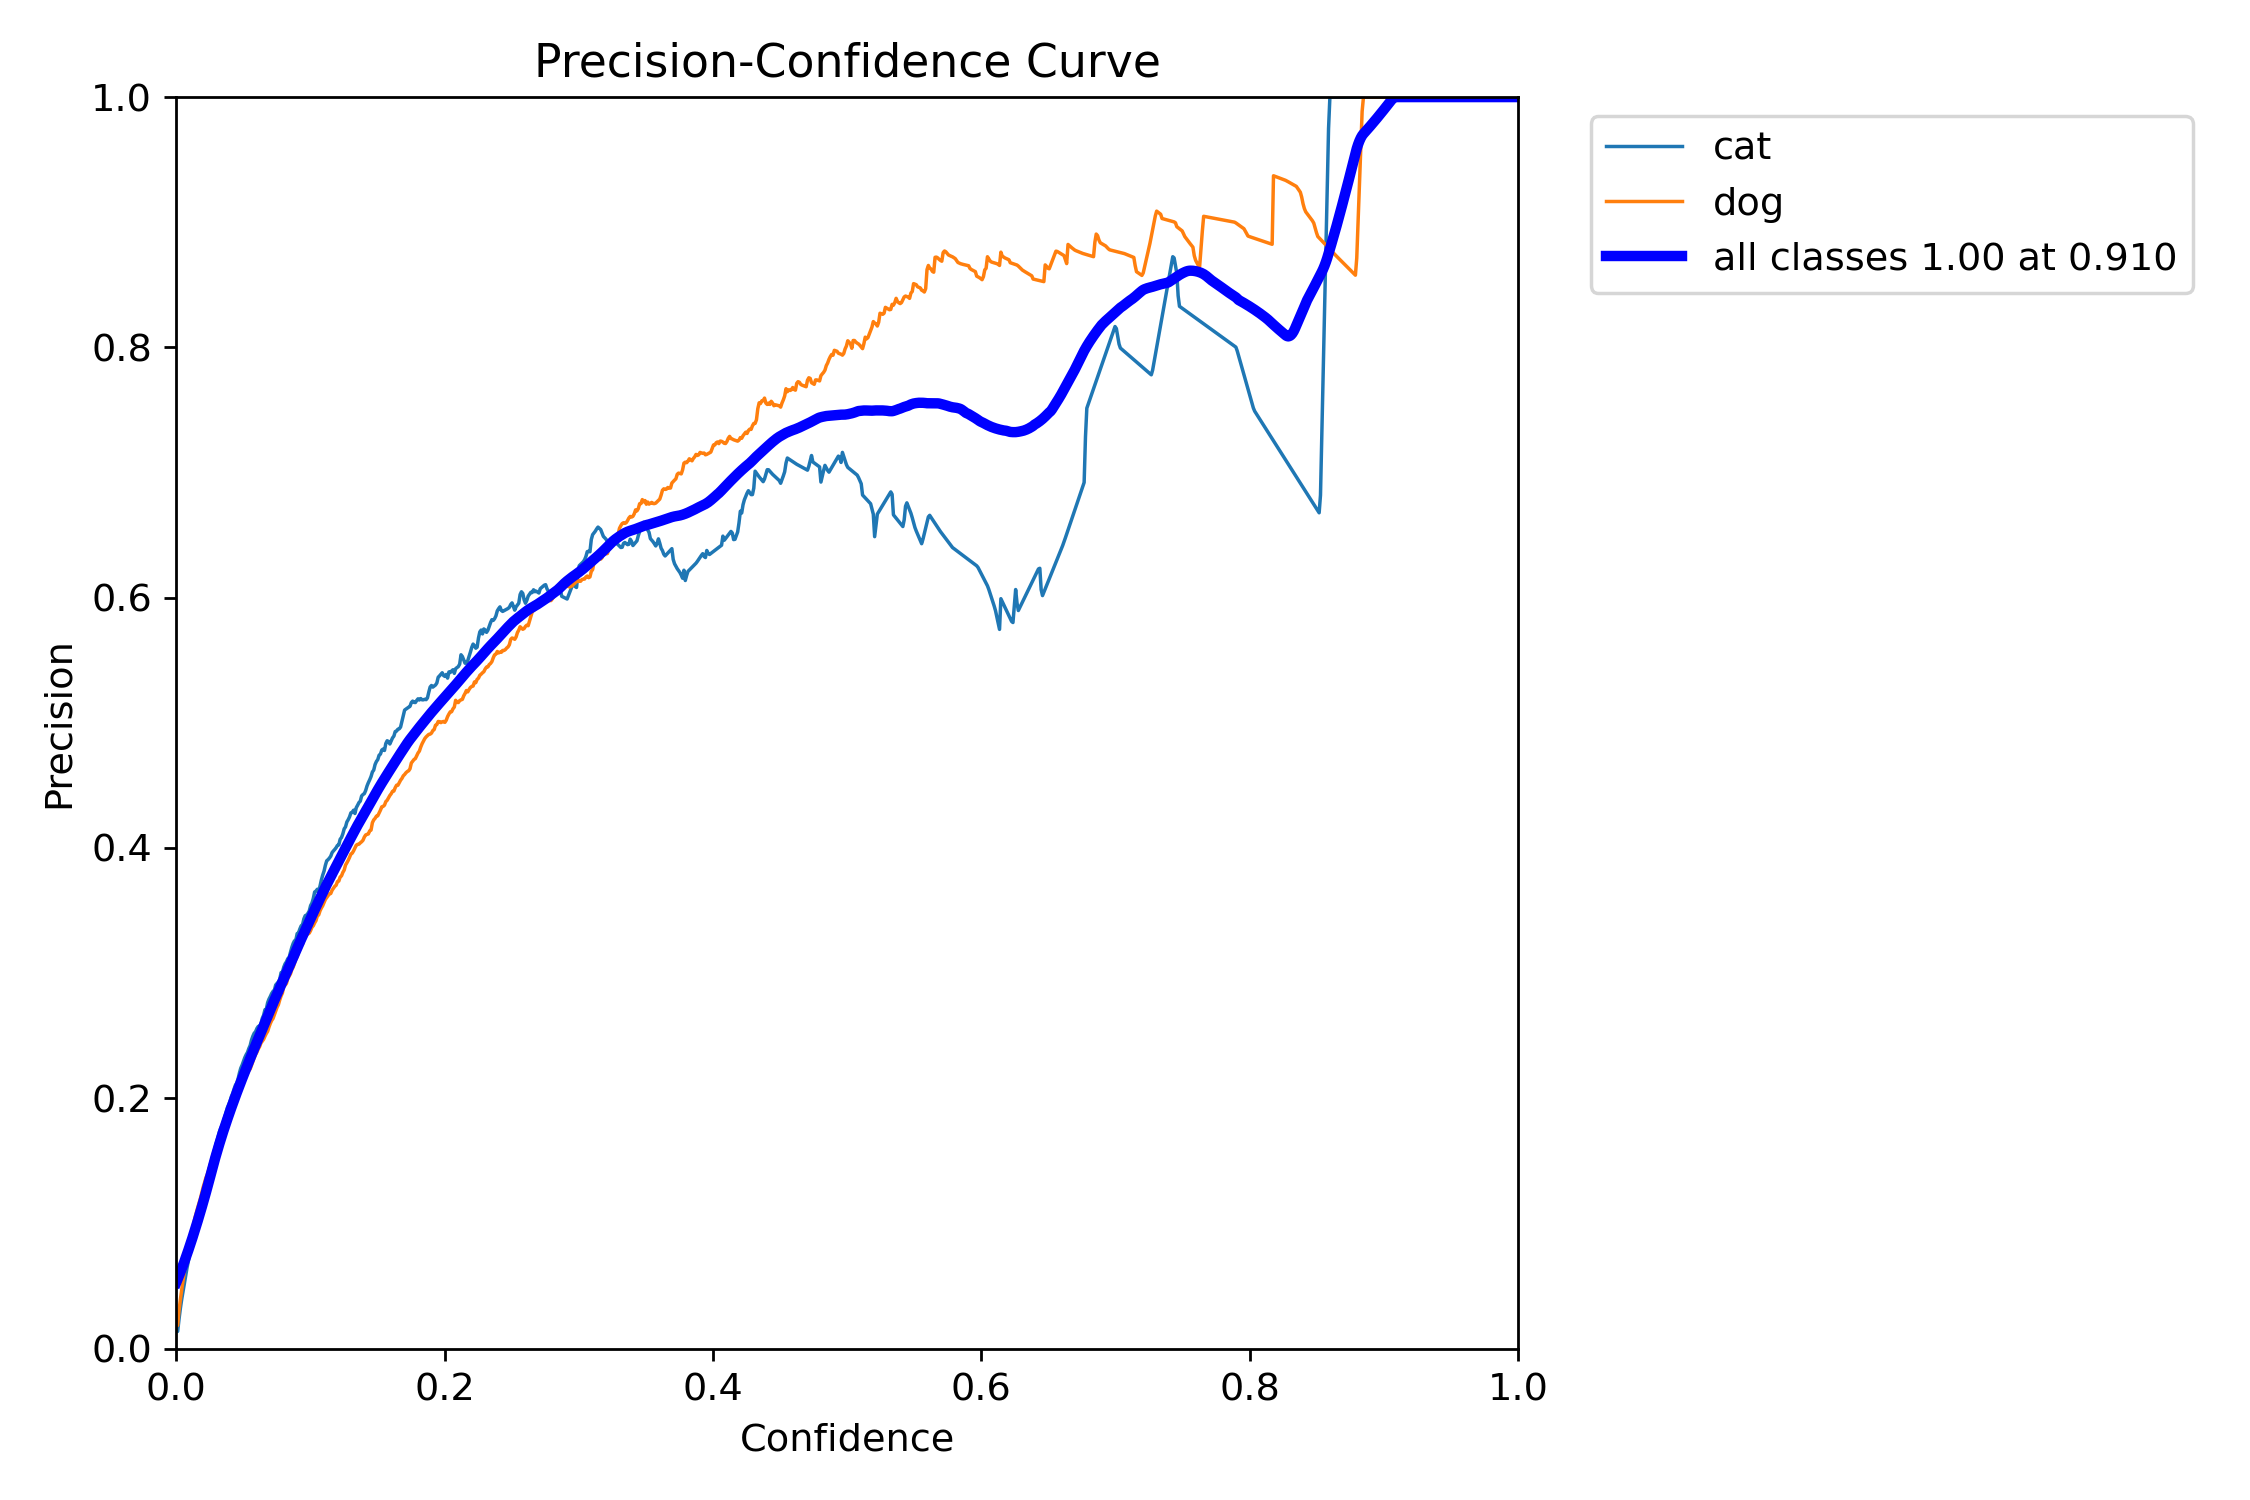 Precision-Confidence Curve
1.0
0.8
0.6
0.4
0.2
0.0
Precision
0.0 0.2 0.4 0.6 0.8 1.0
Confidence
cat
dog
all classes 1.00 at 0.910